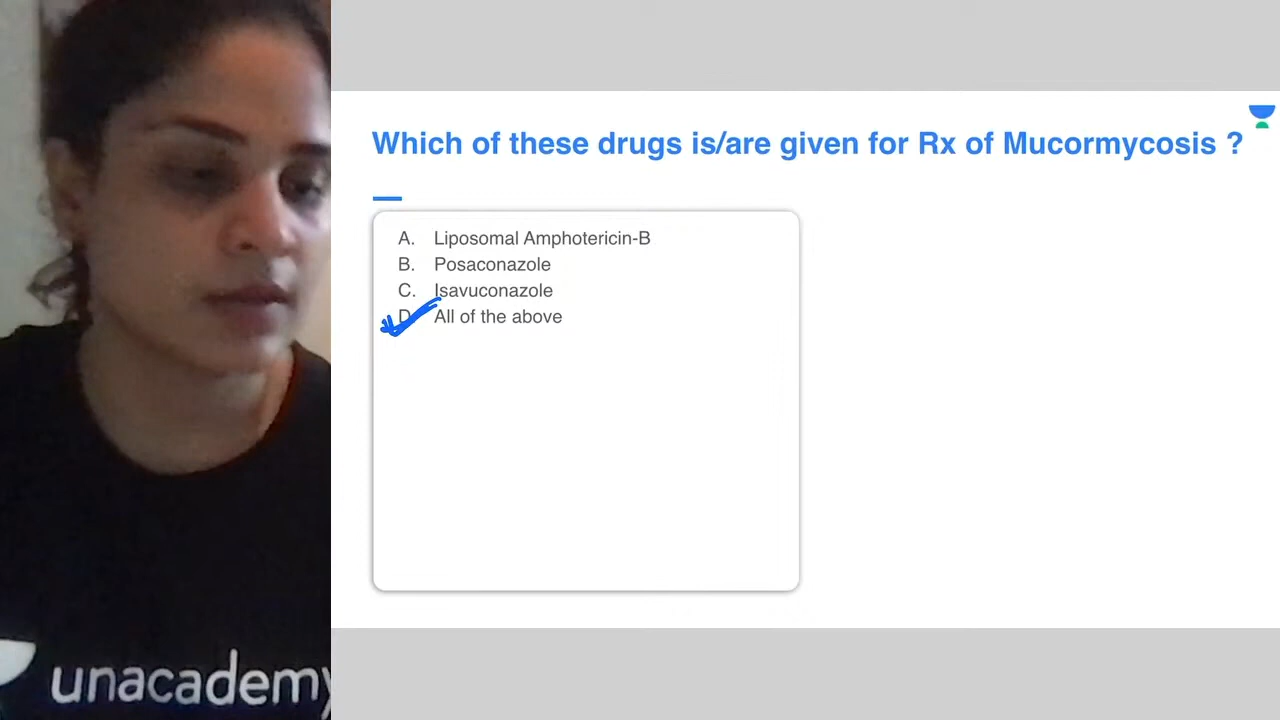 Which of these drugs is/are given for Rx of Mucormycosis ?
A. Liposomal Amphotericin-B
B. Posaconazole
C. Isavuconazole
D. All of the above
unacademy